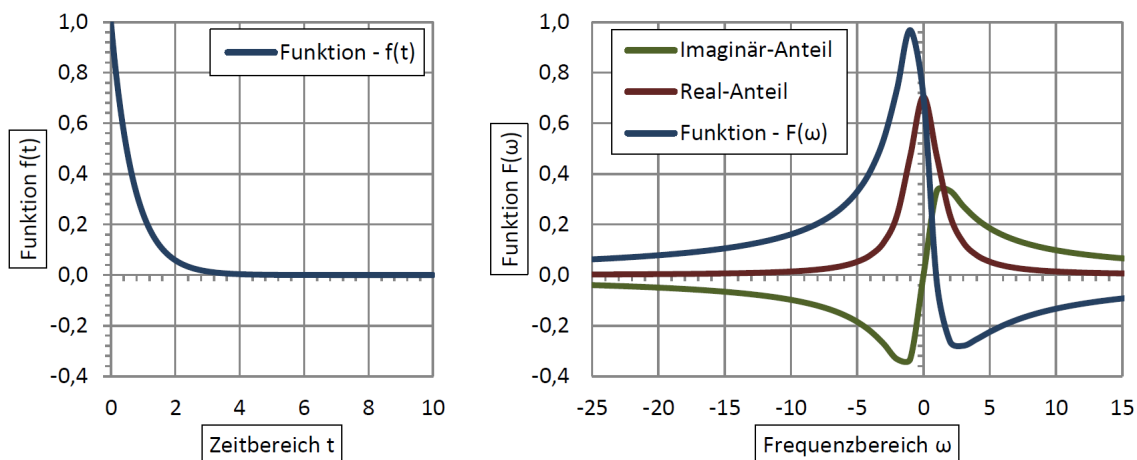 Funktion f(t)
1,0
0,8
0,6
0,4
0,2
0,0
-0,2
-0,4
Funktion - f(t)
0 2 4 6 8 10
Zeitbereich t
Funktion F(ω)
1,0
0,8
0,6
0,4
0,2
0,0
-0,2
-0,4
Imaginär-Anteil
Real-Anteil
Funktion - F(ω)
-25 -20 -15 -10 -5 0 5 10 15
Frequenzbereich ω